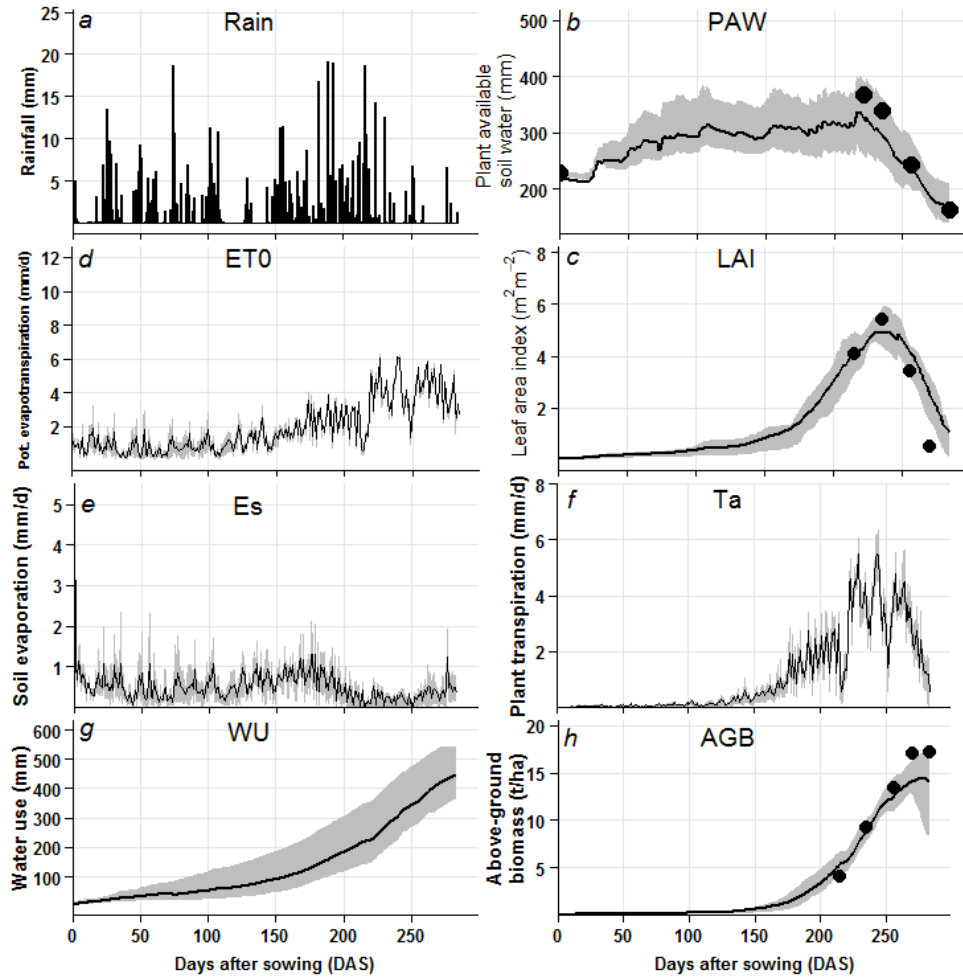 a Rain
25
20
15
10
5
Rainfall (mm)
b PAW
500
400
300
200
Plant available
soil water (mm)
d ET0
12
10
8
6
4
2
Pot. evapotranspiration (mm/d)
c LAI
8
6
4
2
Leaf area index (m² m⁻²)
e Es
5
4
3
2
1
Soil evaporation (mm/d)
f Ta
8
6
4
2
Plant transpiration (mm/d)
g WU
600
500
400
300
200
100
Water use (mm)
0 50 100 150 200 250
Days after sowing (DAS)
h AGB
20
15
10
5
Above-ground
biomass (t/ha)
0 50 100 150 200 250
Days after sowing (DAS)